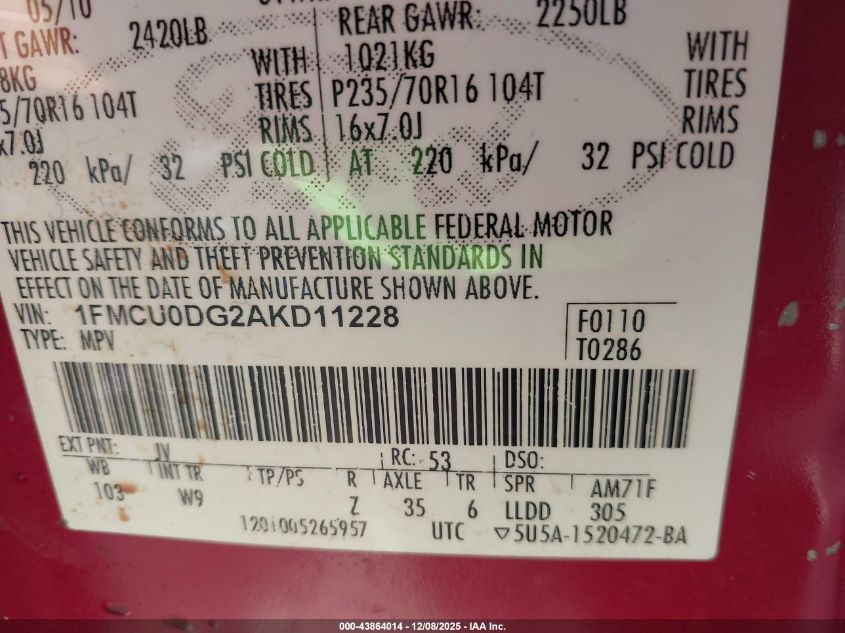 05/10
T GAWR: 2420LB REAR GAWR: 2250LB
8KG WITH 1021KG WITH
5/70R16 104T TIRES P235/70R16 104T TIRES
x7.0J RIMS 16x7.0J RIMS
220 kPa/ 32 PSI COLD AT 220 kPa/ 32 PSI COLD
THIS VEHICLE CONFORMS TO ALL APPLICABLE FEDERAL MOTOR
VEHICLE SAFETY AND THEFT PREVENTION STANDARDS IN
EFFECT ON THE DATE OF MANUFACTURE SHOWN ABOVE.
VIN: 1FMCU0DG2AKD11228 F0110
TYPE: MPV T0286
EXT PNT: JV RC: 53 DSO:
WB INT TR TP/PS R AXLE TR SPR AM71F
103 W9 Z 35 6 LLDD 305
1201005265957 UTC ▽5U5A-1520472-BA
000-43864014 - 12/08/2025 - IAA Inc.